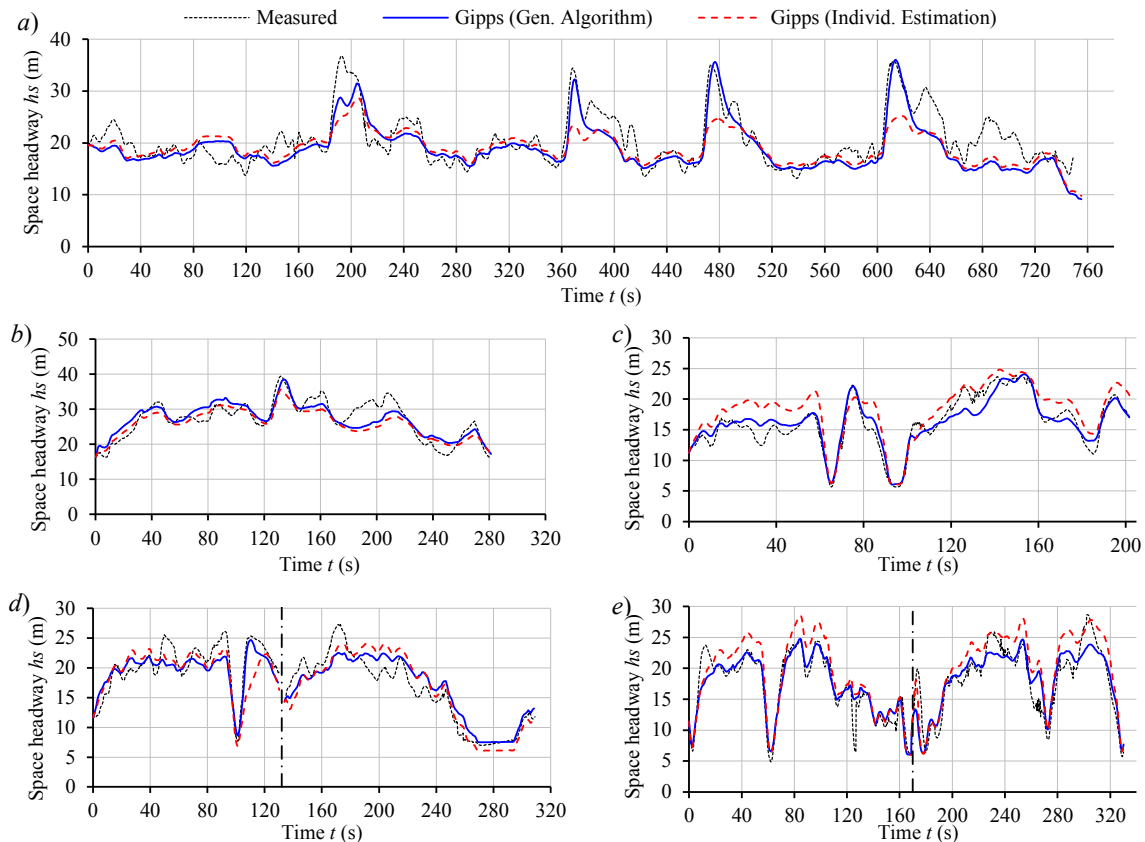 Measured Gipps (Gen. Algorithm) Gipps (Individ. Estimation)
a)
Space headway hs (m)
40
30
20
10
0
0 40 80 120 160 200 240 280 320 360 400 440 480 520 560 600 640 680 720 760
Time t (s)
b)
Space headway hs (m)
50
40
30
20
10
0
0 40 80 120 160 200 240 280 320
Time t (s)
c)
Space headway hs (m)
30
25
20
15
10
5
0
0 40 80 120 160 200
Time t (s)
d)
Space headway hs (m)
30
25
20
15
10
5
0
0 40 80 120 160 200 240 280 320
Time t (s)
e)
Space headway hs (m)
30
25
20
15
10
5
0
0 40 80 120 160 200 240 280 320
Time t (s)